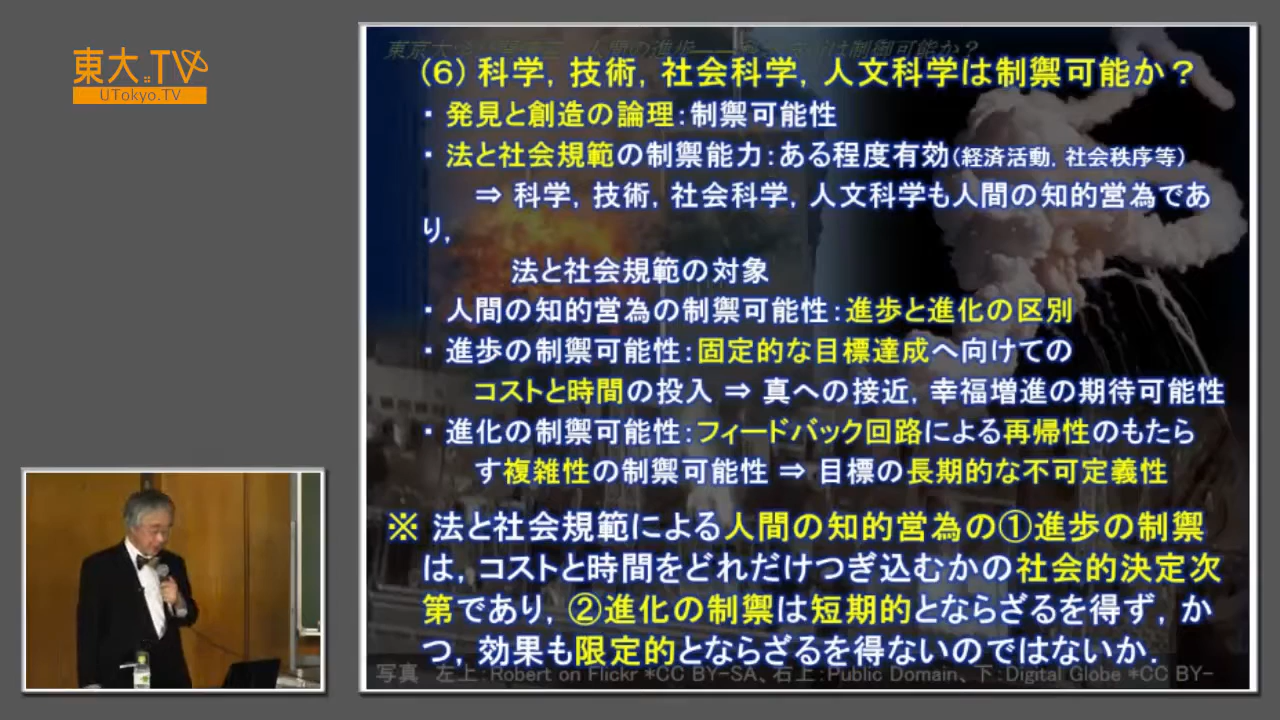 東大TV
UTokyo.TV
(6) 科学, 技術, 社会科学, 人文科学は制禦可能か？
・発見と創造の論理：制禦可能性
・法と社会規範の制禦能力：ある程度有効(経済活動, 社会秩序等)
⇒ 科学, 技術, 社会科学, 人文科学も人間の知的営為であ
り,
法と社会規範の対象
・人間の知的営為の制禦可能性：進歩と進化の区別
・進歩の制禦可能性：固定的な目標達成へ向けての
コストと時間の投入 ⇒ 真への接近, 幸福増進の期待可能性
・進化の制禦可能性：フィードバック回路による再帰性のもたら
す複雑性の制禦可能性 ⇒ 目標の長期的な不可定義性
※ 法と社会規範による人間の知的営為の①進歩の制禦
は, コストと時間をどれだけつぎ込むかの社会的決定次
第であり, ②進化の制禦は短期的とならざるを得ず, か
つ, 効果も限定的とならざるを得ないのではないか.
写真 左上：Robert on Flickr *CC BY-SA、右上：Public Domain、下：Digital Globe *CC BY-